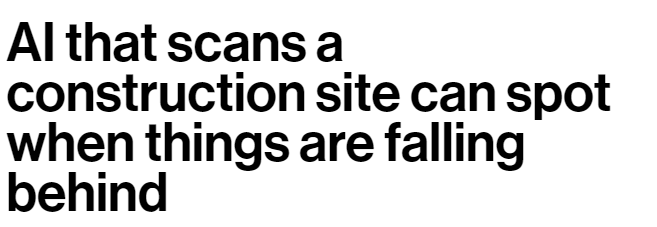 AI that scans a
construction site can spot
when things are falling
behind